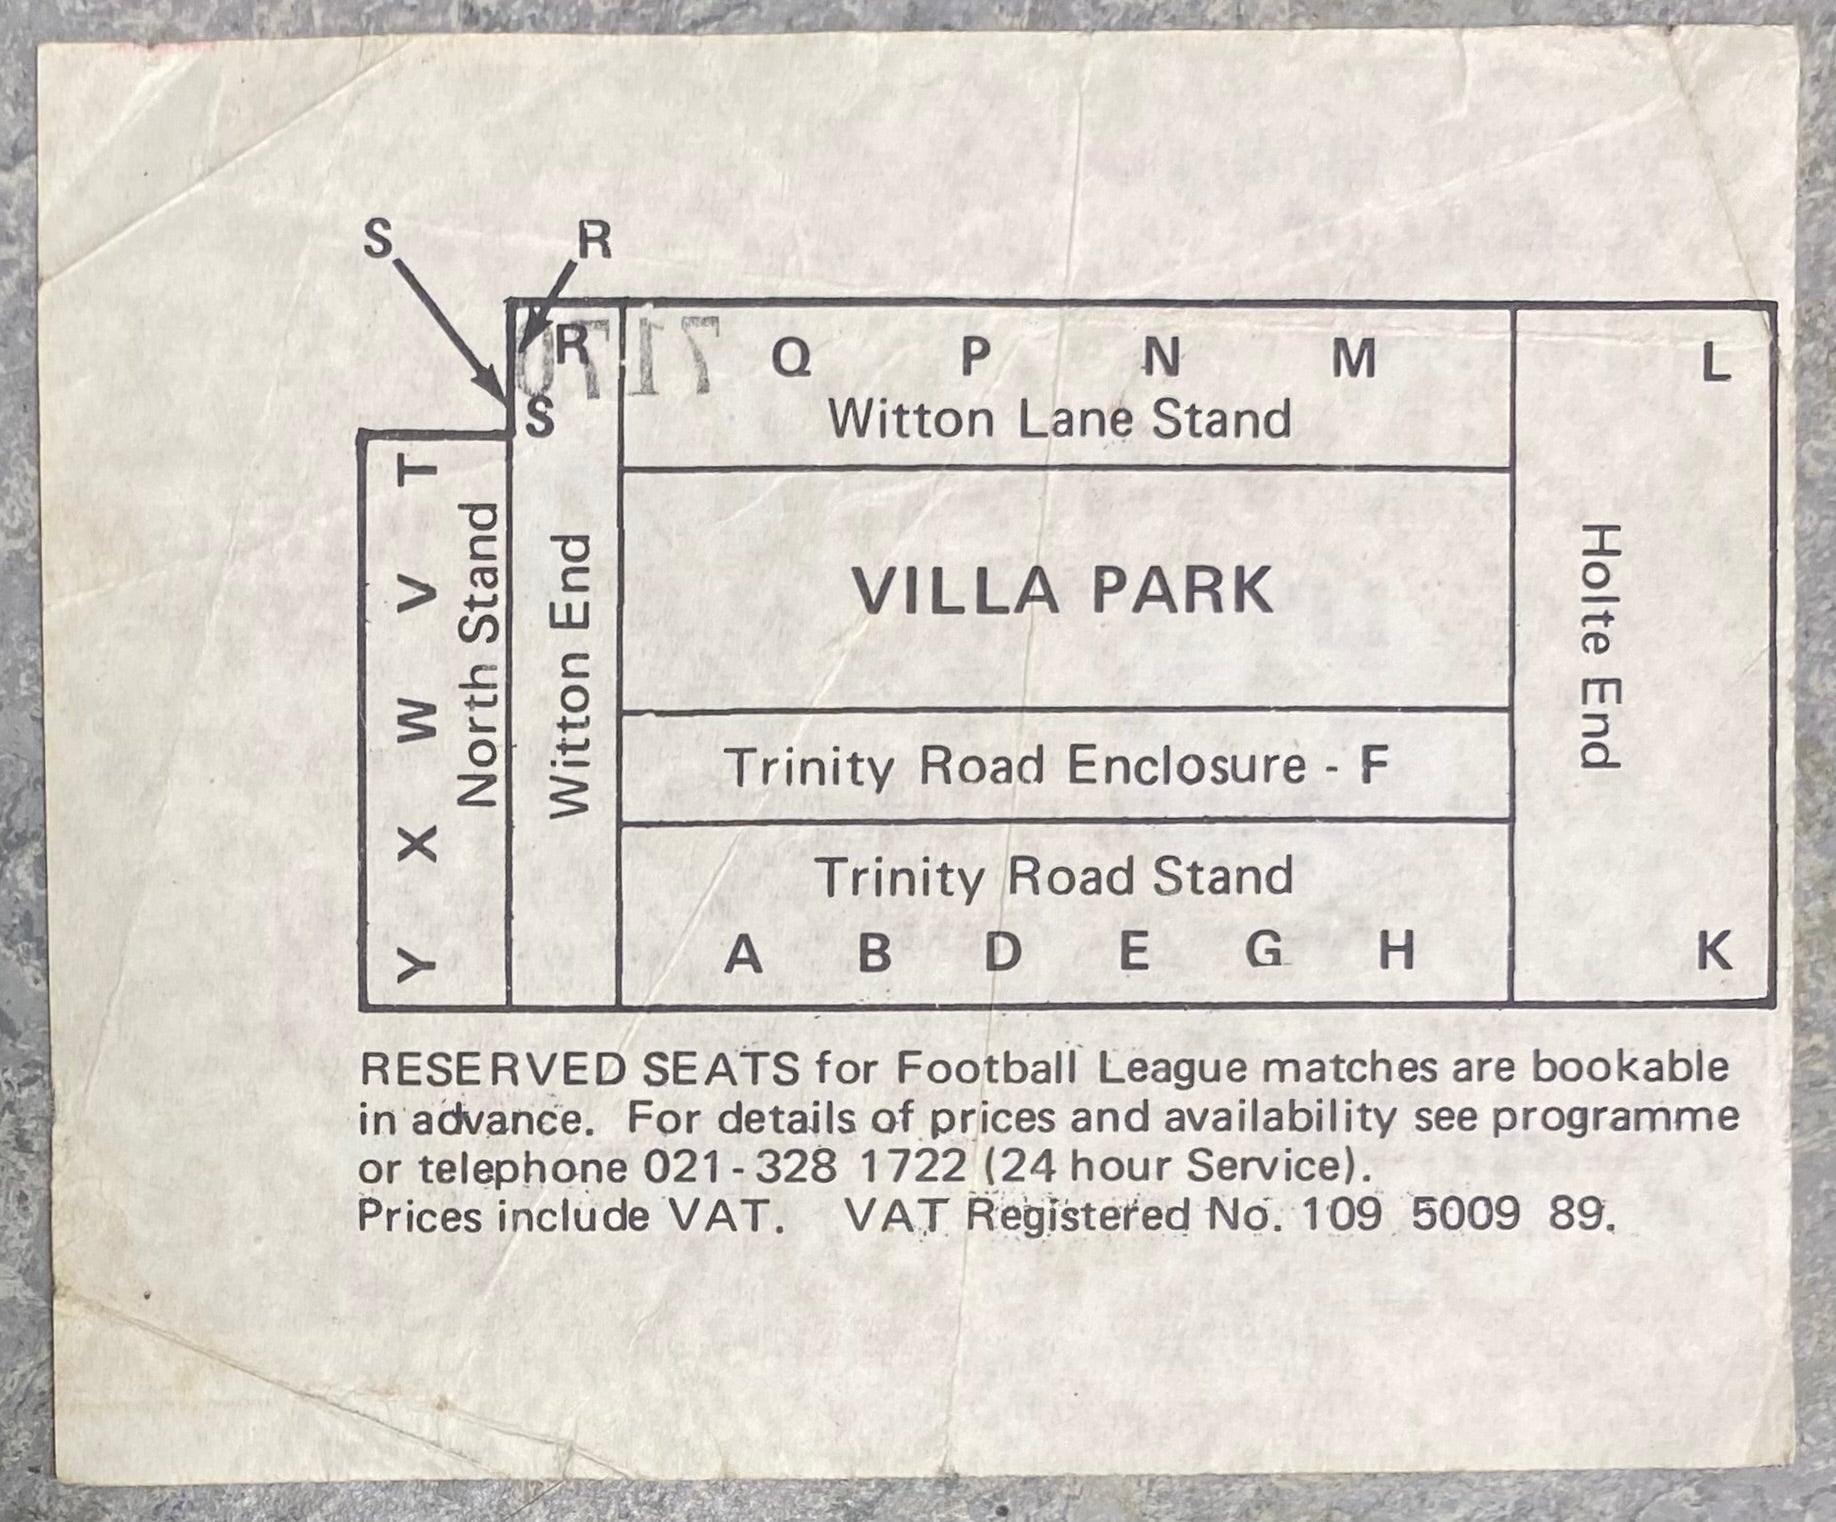 S R
R Q P N M L
S Witton Lane Stand
T
V
W
X
Y
North Stand
Witton End
VILLA PARK
Holte End
Trinity Road Enclosure - F
Trinity Road Stand
A B D E G H K
RESERVED SEATS for Football League matches are bookable
in advance. For details of prices and availability see programme
or telephone 021-328 1722 (24 hour Service).
Prices include VAT. VAT Registered No. 109 5009 89.